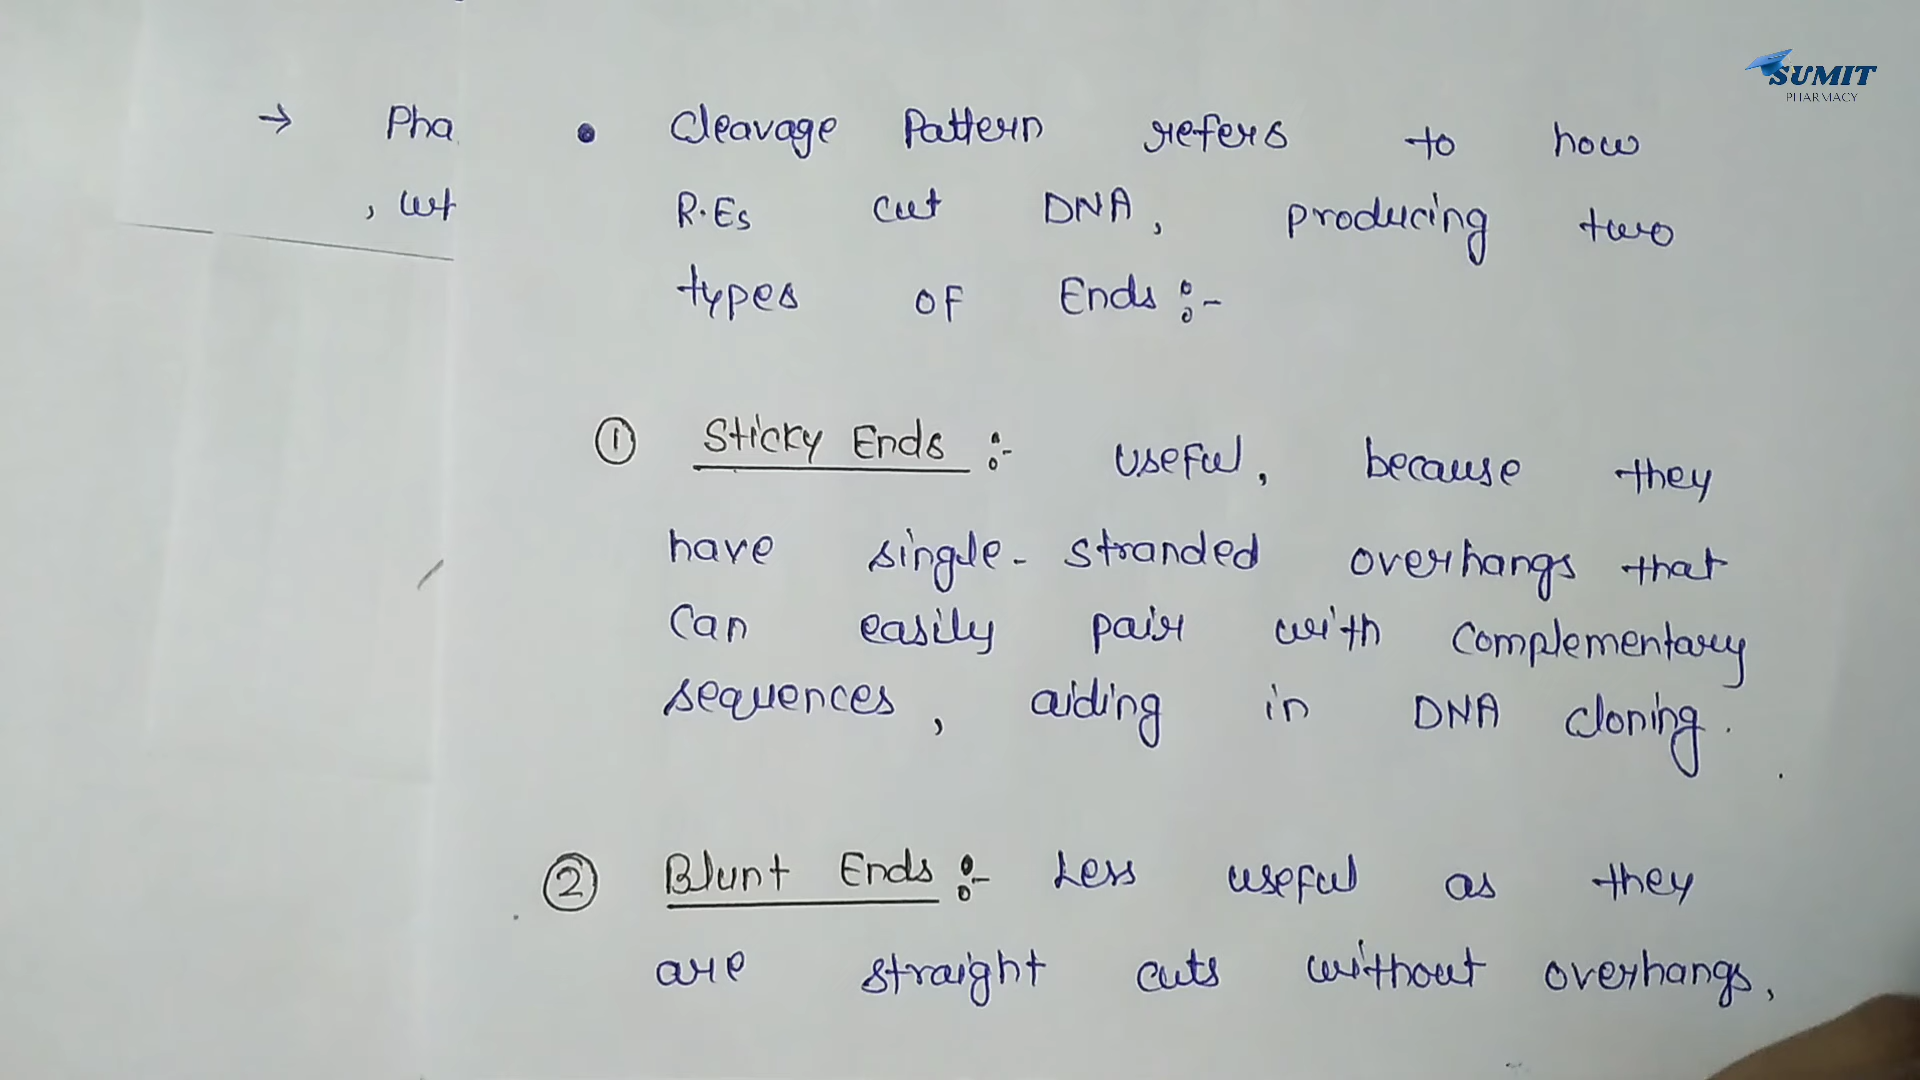 SUMIT
PHARMACY
→ Pha
, wt
• Cleavage Pattern refers to how
R.Es cut DNA, producing two
types of Ends :-
① Sticky Ends :- Useful, because they
have single-stranded overhangs that
Can easily pair with complementary
sequences, aiding in DNA cloning.
② Blunt Ends :- Less useful as they
are straight cuts without overhangs,